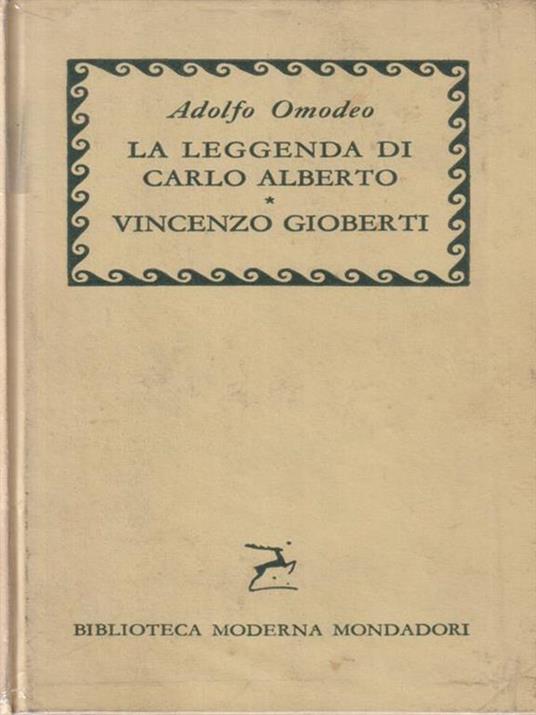 Adolfo Omodeo
LA LEGGENDA DI
CARLO ALBERTO
*
VINCENZO GIOBERTI
BIBLIOTECA MODERNA MONDADORI